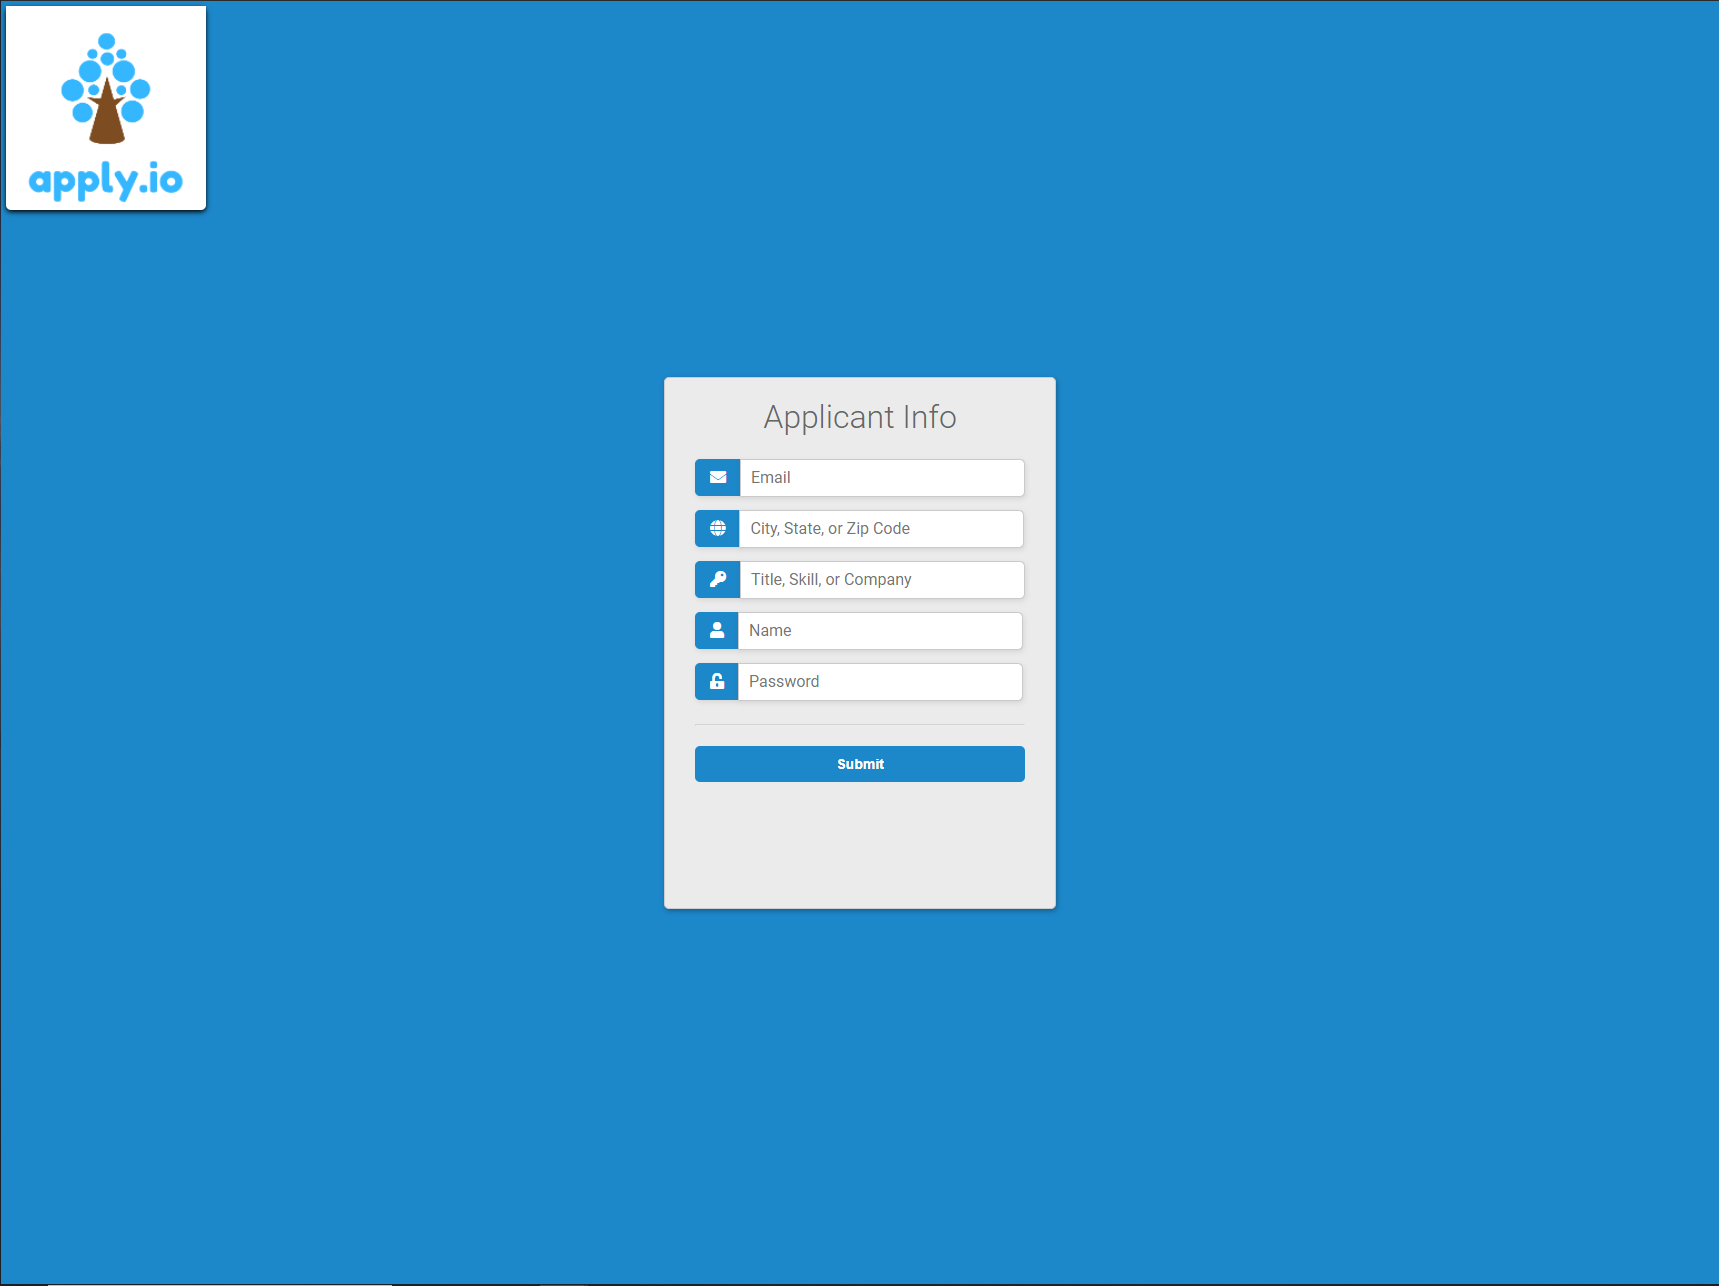 apply.io
Applicant Info
Email
City, State, or Zip Code
Title, Skill, or Company
Name
Password
Submit